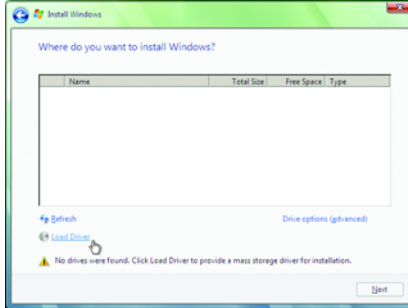 Install Windows
Where do you want to install Windows?
Name Total Size Free Space Type
Refresh Drive options (advanced)
Load Driver
No drives were found. Click Load Driver to provide a mass storage driver for installation.
Next